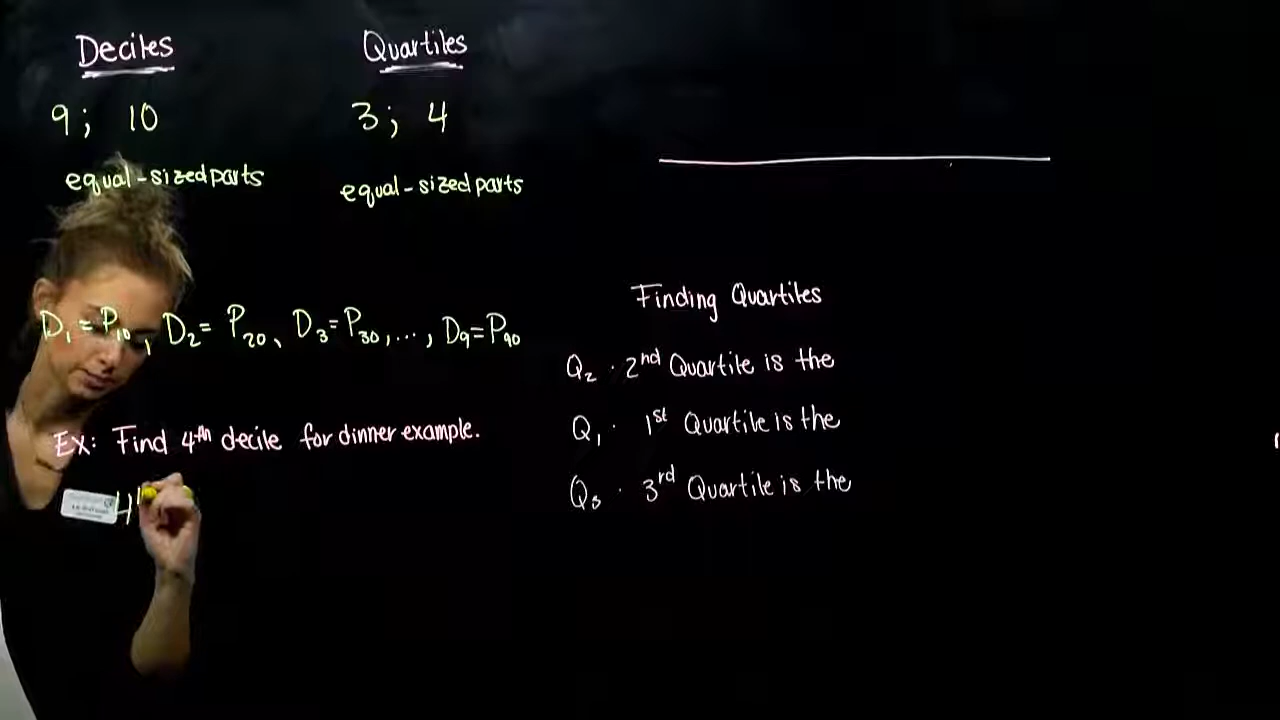 Deciles
9; 10
equal-sized parts
Quartiles
3; 4
equal-sized parts
D₁ = P₁₀, D₂ = P₂₀, D₃ = P₃₀, ..., D₉ = P₉₀
EX: Find 4th decile for dinner example.
4
Finding Quartiles
Q₂ · 2nd Quartile is the
Q₁ · 1st Quartile is the
Q₃ · 3rd Quartile is the